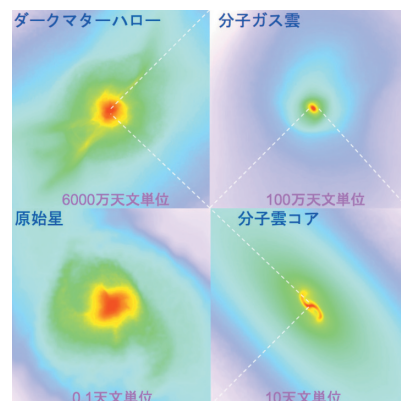 ダークマターハロー
分子ガス雲
6000万天文単位
100万天文単位
原始星
分子雲コア
0.1天文単位
10天文単位